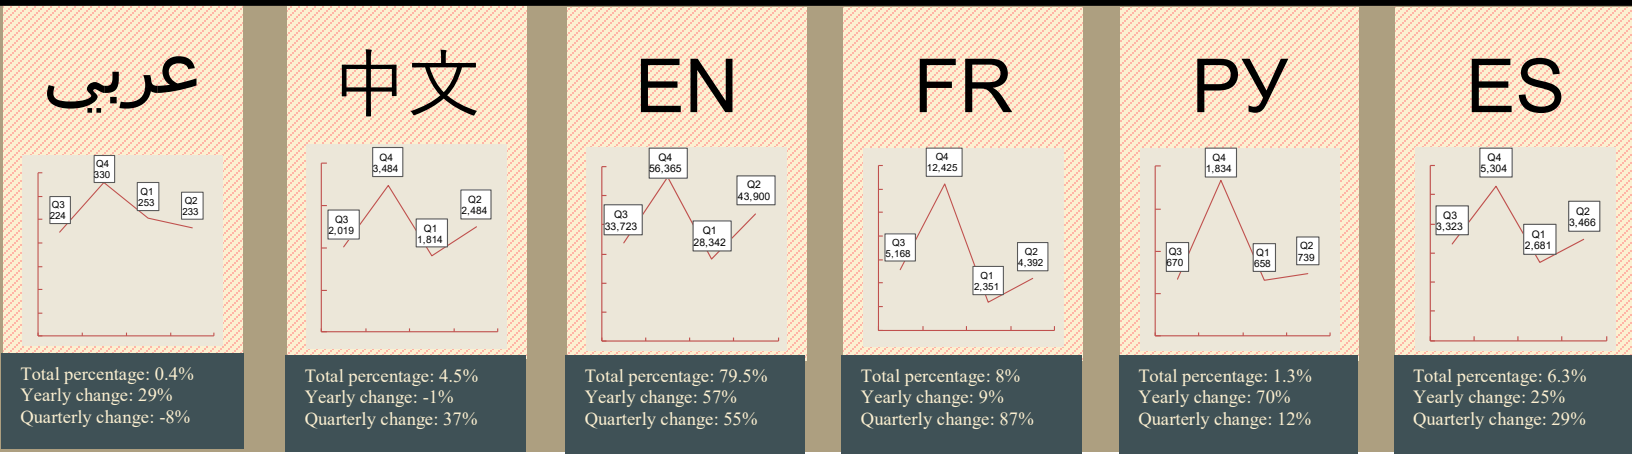 عربي
Q3
224
Q4
330
Q1
253
Q2
233
Total percentage: 0.4%
Yearly change: 29%
Quarterly change: -8%
中文
Q3
2,019
Q4
3,484
Q1
1,814
Q2
2,484
Total percentage: 4.5%
Yearly change: -1%
Quarterly change: 37%
EN
Q3
33,723
Q4
56,365
Q1
28,342
Q2
43,900
Total percentage: 79.5%
Yearly change: 57%
Quarterly change: 55%
FR
Q3
5,168
Q4
12,425
Q1
2,351
Q2
4,392
Total percentage: 8%
Yearly change: 9%
Quarterly change: 87%
РУ
Q3
670
Q4
1,834
Q1
658
Q2
739
Total percentage: 1.3%
Yearly change: 70%
Quarterly change: 12%
ES
Q3
3,323
Q4
5,304
Q1
2,681
Q2
3,466
Total percentage: 6.3%
Yearly change: 25%
Quarterly change: 29%